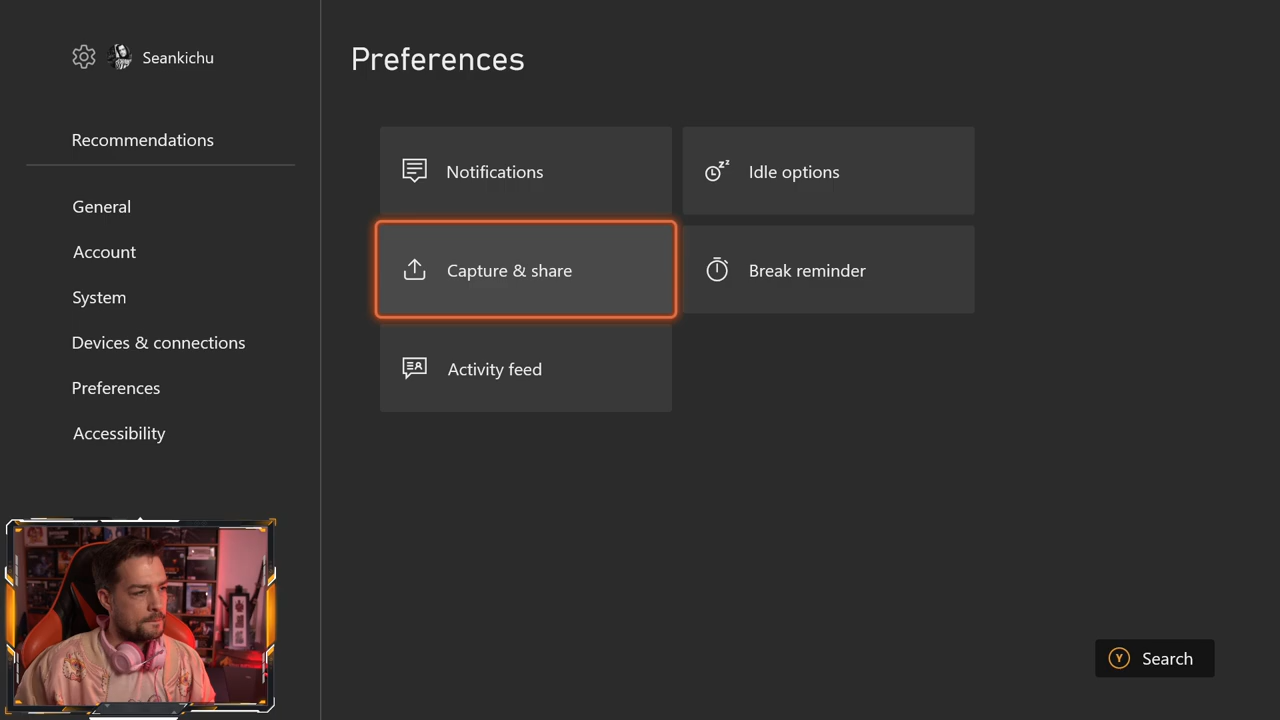 Seankichu
Preferences
Recommendations
General
Account
System
Devices & connections
Preferences
Accessibility
Notifications
Idle options
Capture & share
Break reminder
Activity feed
Y Search